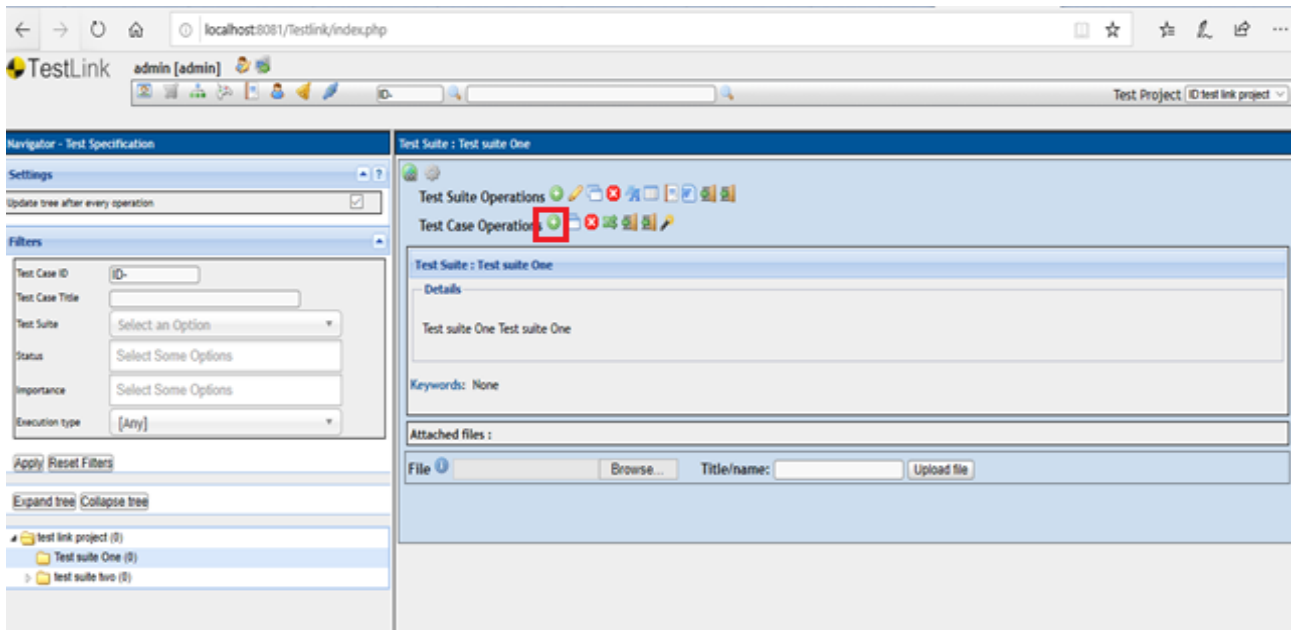 localhost:8081/Testlink/index.php
TestLink admin [admin]
ID-
Test Project ID:test link project
Navigator - Test Specification
Settings
?
Update tree after every operation
Filters
Test Case ID ID-
Test Case Title
Test Suite Select an Option
Status Select Some Options
Importance Select Some Options
Execution type [Any]
Apply Reset Filters
Expand tree Collapse tree
test link project (0)
Test suite One (0)
test suite two (0)
Test Suite : Test suite One
Test Suite Operations
Test Case Operations
Test Suite : Test suite One
Details
Test suite One Test suite One
Keywords: None
Attached files :
File Browse... Title/name: Upload file